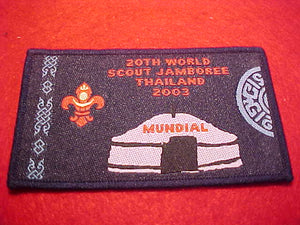 20TH WORLD
SCOUT JAMBOREE
THAILAND
2003
MUNDIAL